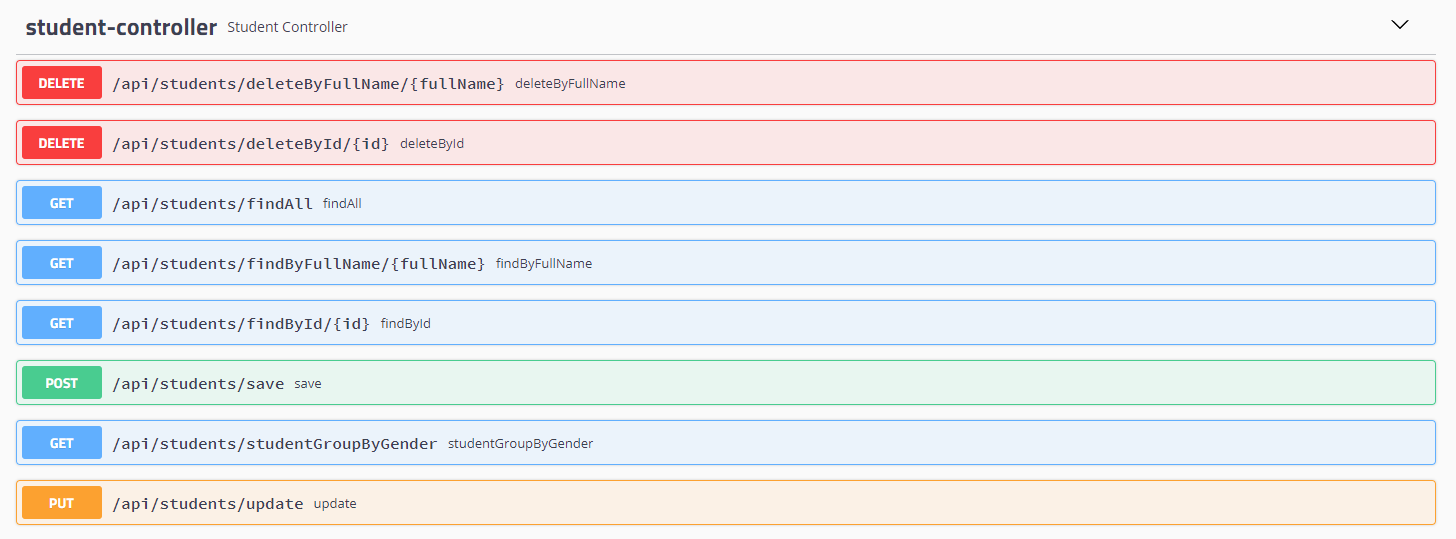 student-controller Student Controller
DELETE /api/students/deleteByFullName/{fullName} deleteByFullName
DELETE /api/students/deleteById/{id} deleteById
GET /api/students/findAll findAll
GET /api/students/findByFullName/{fullName} findByFullName
GET /api/students/findById/{id} findById
POST /api/students/save save
GET /api/students/studentGroupByGender studentGroupByGender
PUT /api/students/update update